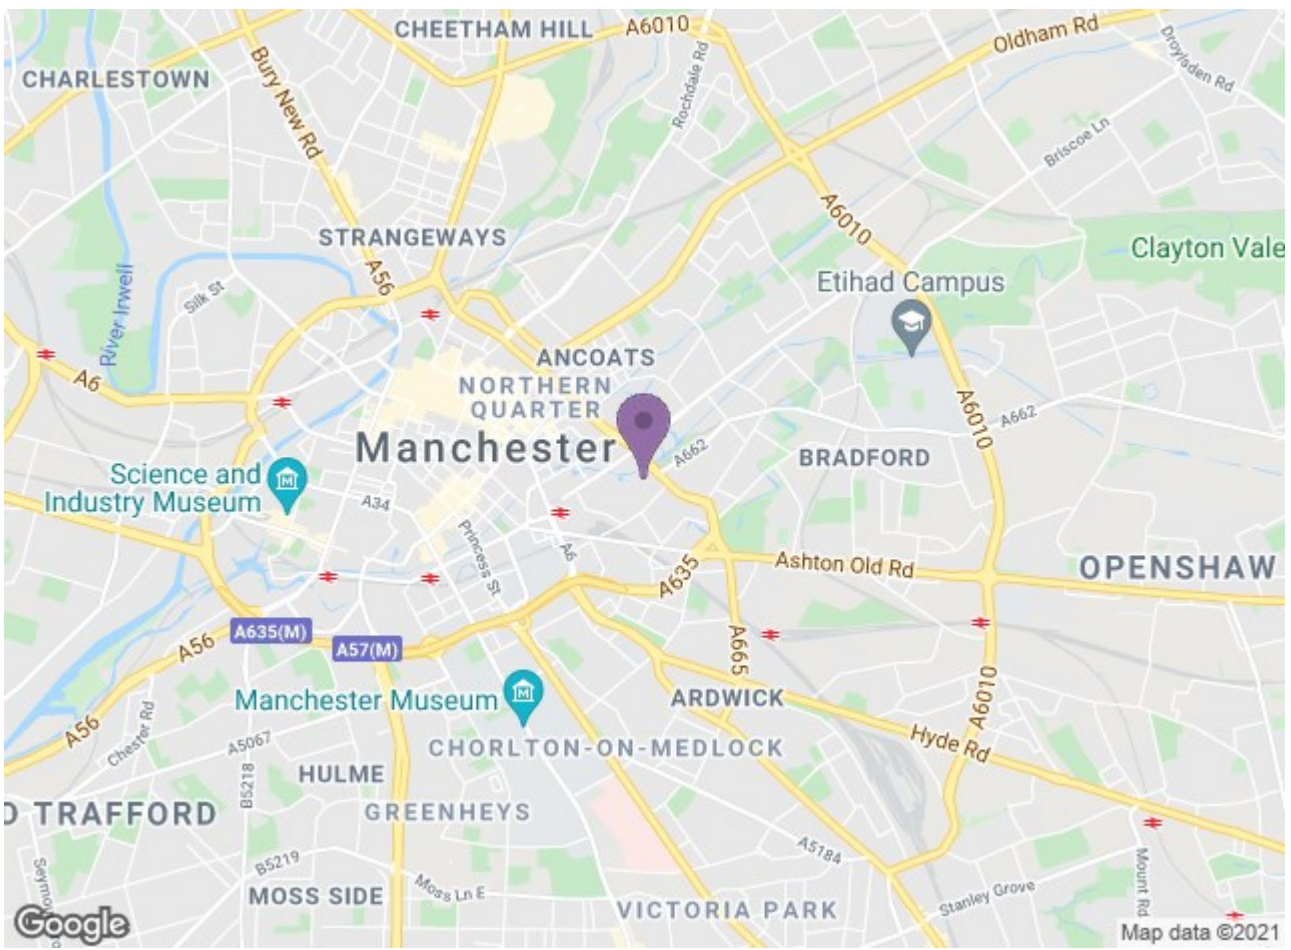 CHEETHAM HILL
A6010
Oldham Rd
Droylsden Rd
CHARLESTOWN
Bury New Rd
Rochdale Rd
Briscoe Ln
STRANGEWAYS
A6010
Clayton Vale
A56
River Irwell
Silk St
Etihad Campus
ANCOATS
A6
NORTHERN
QUARTER
A6010
A662
Manchester
A662
BRADFORD
Science and
Industry Museum
A34
Princess St
A6
A635
Ashton Old Rd
OPENSHAW
A635(M)
A57(M)
A56
A665
Manchester Museum
ARDWICK
A6010
A56
Chester Rd
A5067
CHORLTON-ON-MEDLOCK
Hyde Rd
B5218
HULME
GREENHEYS
O TRAFFORD
A5184
B5219
Mount Rd
MOSS SIDE
Moss Ln E
VICTORIA PARK
Stanley Grove
Google
Map data ©2021